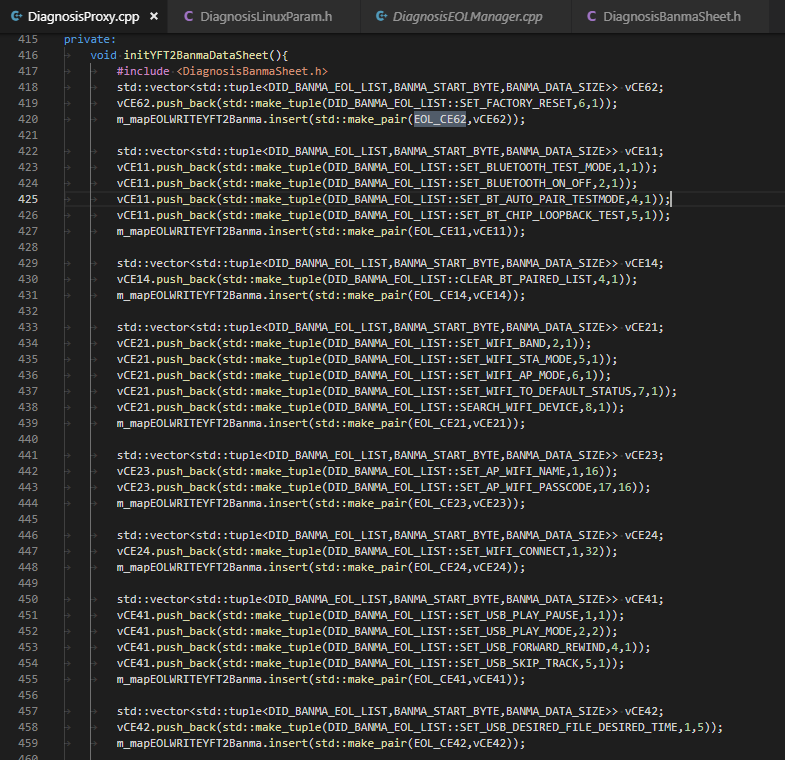 DiagnosisProxy.cpp × DiagnosisLinuxParam.h DiagnosisEOLManager.cpp DiagnosisBanmaSheet.h
415 private:
416 void initYFT2BanmaDataSheet(){
417 #include <DiagnosisBanmaSheet.h>
418 std::vector<std::tuple<DID_BANMA_EOL_LIST,BANMA_START_BYTE,BANMA_DATA_SIZE>> vCE62;
419 vCE62.push_back(std::make_tuple(DID_BANMA_EOL_LIST::SET_FACTORY_RESET,6,1));
420 m_mapEOLWRITEYFT2Banma.insert(std::make_pair(EOL_CE62,vCE62));
421
422 std::vector<std::tuple<DID_BANMA_EOL_LIST,BANMA_START_BYTE,BANMA_DATA_SIZE>> vCE11;
423 vCE11.push_back(std::make_tuple(DID_BANMA_EOL_LIST::SET_BLUETOOTH_TEST_MODE,1,1));
424 vCE11.push_back(std::make_tuple(DID_BANMA_EOL_LIST::SET_BLUETOOTH_ON_OFF,2,1));
425 vCE11.push_back(std::make_tuple(DID_BANMA_EOL_LIST::SET_BT_AUTO_PAIR_TESTMODE,4,1));
426 vCE11.push_back(std::make_tuple(DID_BANMA_EOL_LIST::SET_BT_CHIP_LOOPBACK_TEST,5,1));
427 m_mapEOLWRITEYFT2Banma.insert(std::make_pair(EOL_CE11,vCE11));
428
429 std::vector<std::tuple<DID_BANMA_EOL_LIST,BANMA_START_BYTE,BANMA_DATA_SIZE>> vCE14;
430 vCE14.push_back(std::make_tuple(DID_BANMA_EOL_LIST::CLEAR_BT_PAIRED_LIST,4,1));
431 m_mapEOLWRITEYFT2Banma.insert(std::make_pair(EOL_CE14,vCE14));
432
433 std::vector<std::tuple<DID_BANMA_EOL_LIST,BANMA_START_BYTE,BANMA_DATA_SIZE>> vCE21;
434 vCE21.push_back(std::make_tuple(DID_BANMA_EOL_LIST::SET_WIFI_BAND,2,1));
435 vCE21.push_back(std::make_tuple(DID_BANMA_EOL_LIST::SET_WIFI_STA_MODE,5,1));
436 vCE21.push_back(std::make_tuple(DID_BANMA_EOL_LIST::SET_WIFI_AP_MODE,6,1));
437 vCE21.push_back(std::make_tuple(DID_BANMA_EOL_LIST::SET_WIFI_TO_DEFAULT_STATUS,7,1));
438 vCE21.push_back(std::make_tuple(DID_BANMA_EOL_LIST::SEARCH_WIFI_DEVICE,8,1));
439 m_mapEOLWRITEYFT2Banma.insert(std::make_pair(EOL_CE21,vCE21));
440
441 std::vector<std::tuple<DID_BANMA_EOL_LIST,BANMA_START_BYTE,BANMA_DATA_SIZE>> vCE23;
442 vCE23.push_back(std::make_tuple(DID_BANMA_EOL_LIST::SET_AP_WIFI_NAME,1,16));
443 vCE23.push_back(std::make_tuple(DID_BANMA_EOL_LIST::SET_AP_WIFI_PASSCODE,17,16));
444 m_mapEOLWRITEYFT2Banma.insert(std::make_pair(EOL_CE23,vCE23));
445
446 std::vector<std::tuple<DID_BANMA_EOL_LIST,BANMA_START_BYTE,BANMA_DATA_SIZE>> vCE24;
447 vCE24.push_back(std::make_tuple(DID_BANMA_EOL_LIST::SET_WIFI_CONNECT,1,32));
448 m_mapEOLWRITEYFT2Banma.insert(std::make_pair(EOL_CE24,vCE24));
449
450 std::vector<std::tuple<DID_BANMA_EOL_LIST,BANMA_START_BYTE,BANMA_DATA_SIZE>> vCE41;
451 vCE41.push_back(std::make_tuple(DID_BANMA_EOL_LIST::SET_USB_PLAY_PAUSE,1,1));
452 vCE41.push_back(std::make_tuple(DID_BANMA_EOL_LIST::SET_USB_PLAY_MODE,2,2));
453 vCE41.push_back(std::make_tuple(DID_BANMA_EOL_LIST::SET_USB_FORWARD_REWIND,4,1));
454 vCE41.push_back(std::make_tuple(DID_BANMA_EOL_LIST::SET_USB_SKIP_TRACK,5,1));
455 m_mapEOLWRITEYFT2Banma.insert(std::make_pair(EOL_CE41,vCE41));
456
457 std::vector<std::tuple<DID_BANMA_EOL_LIST,BANMA_START_BYTE,BANMA_DATA_SIZE>> vCE42;
458 vCE42.push_back(std::make_tuple(DID_BANMA_EOL_LIST::SET_USB_DESIRED_FILE_DESIRED_TIME,1,5));
459 m_mapEOLWRITEYFT2Banma.insert(std::make_pair(EOL_CE42,vCE42));
460